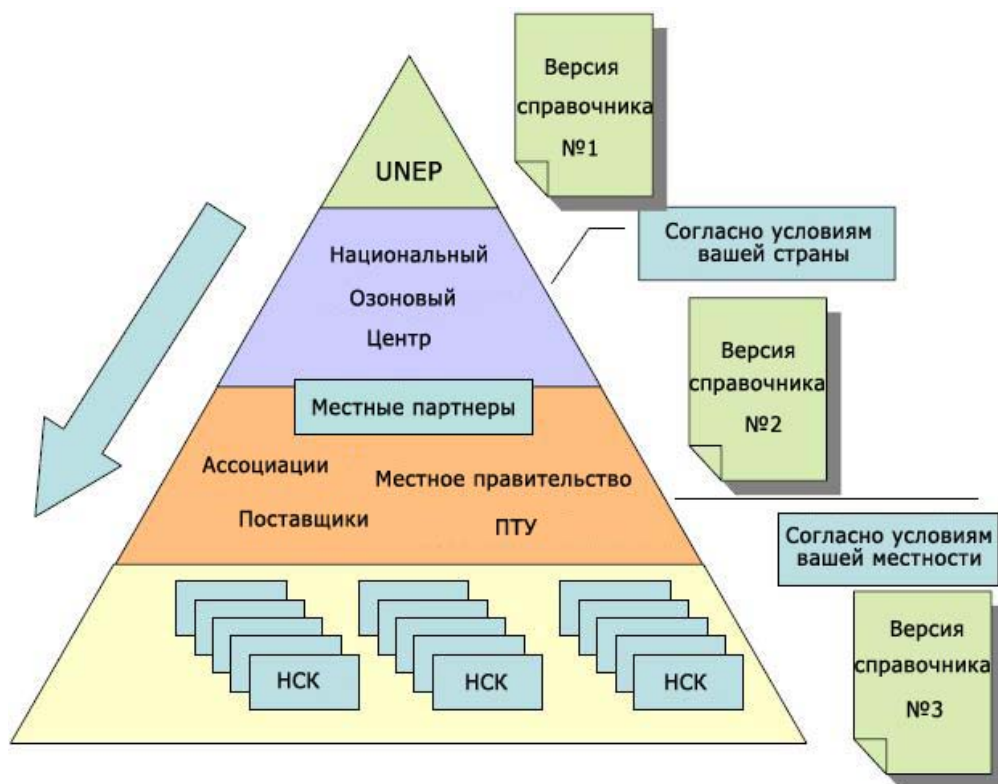 Версия
справочника
№1
UNEP
Согласно условиям
вашей страны
Национальный
Озоновый
Центр
Версия
справочника
№2
Местные партнеры
Ассоциации
Местное правительство
Поставщики
ПТУ
Согласно условиям
вашей местности
НСК
НСК
НСК
Версия
справочника
№3